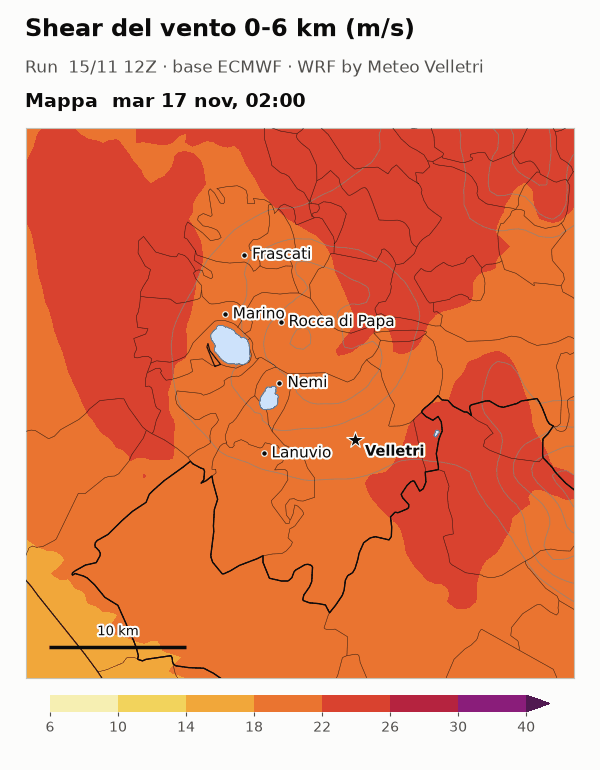 Shear del vento 0-6 km (m/s)
Run  15/11 12Z · base ECMWF · WRF by Meteo Velletri
Mappa  mar 17 nov, 02:00
Frascati
Marino
Rocca di Papa
Nemi
Velletri
Lanuvio
10 km
6 10 14 18 22 26 30 40